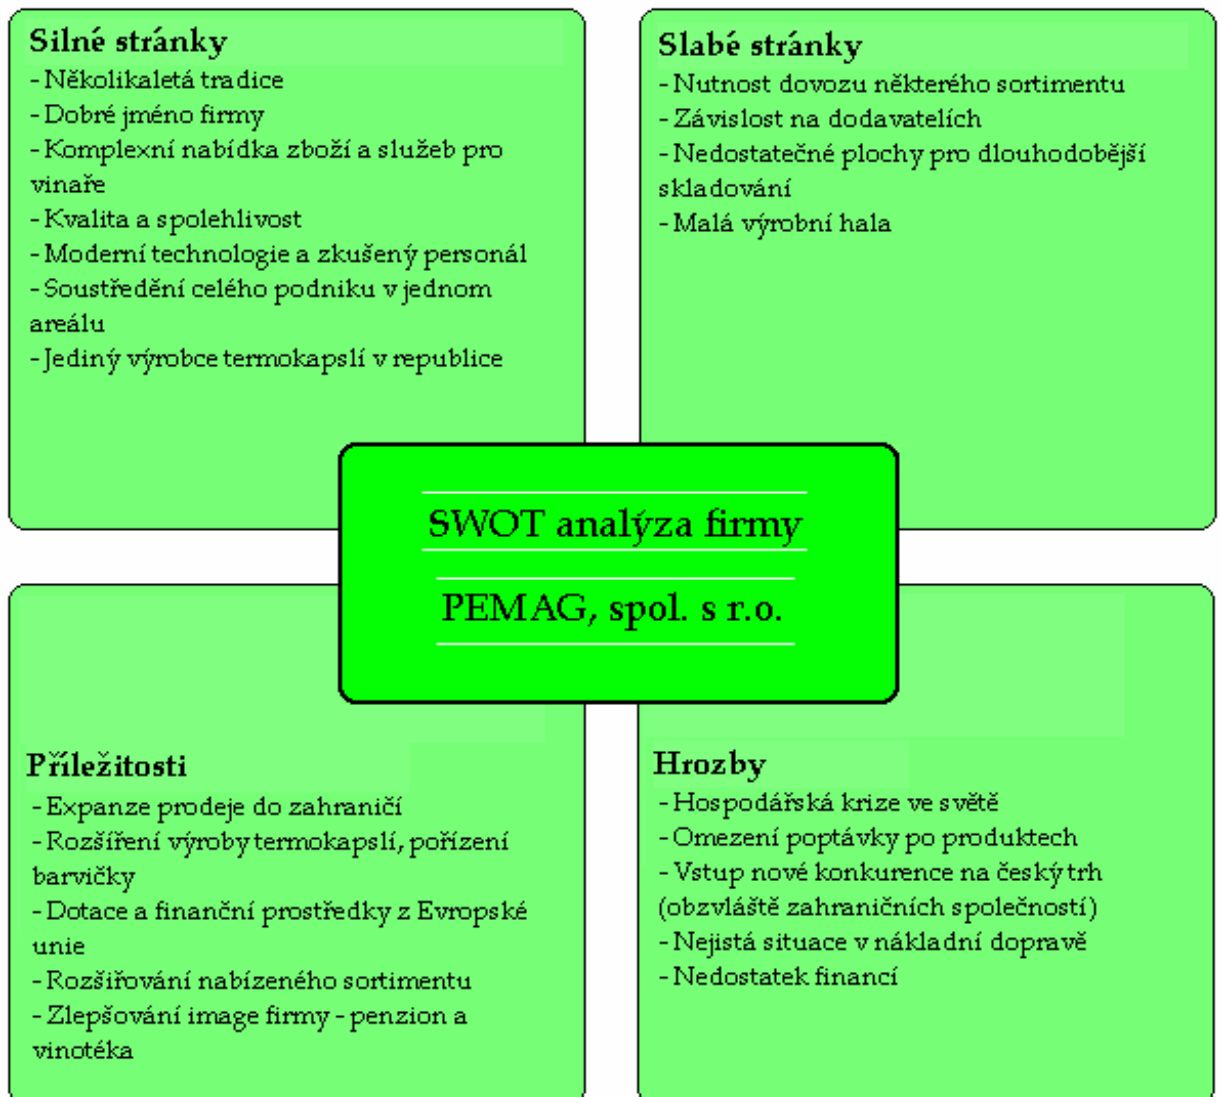 Silné stránky
- Několikaletá tradice
- Dobré jméno firmy
- Komplexní nabídka zboží a služeb pro
vinaře
- Kvalita a spolehlivost
- Moderní technologie a zkušený personál
- Soustředění celého podniku v jednom
areálu
- Jediný výrobce termokapslí v republice
Slabé stránky
- Nutnost dovozu některého sortimentu
- Závislost na dodavatelích
- Nedostatečné plochy pro dlouhodobější
skladování
- Malá výrobní hala
SWOT analýza firmy
PEMAG, spol. s r.o.
Příležitosti
- Expanze prodeje do zahraničí
- Rozšíření výroby termokapslí, pořízení
barvičky
- Dotace a finanční prostředky z Evropské
unie
- Rozšiřování nabízeného sortimentu
- Zlepšování image firmy - penzion a
vinotéka
Hrozby
- Hospodářská krize ve světě
- Omezení poptávky po produktech
- Vstup nové konkurence na český trh
(obzvláště zahraničních společností)
- Nejistá situace v nákladní dopravě
- Nedostatek financí